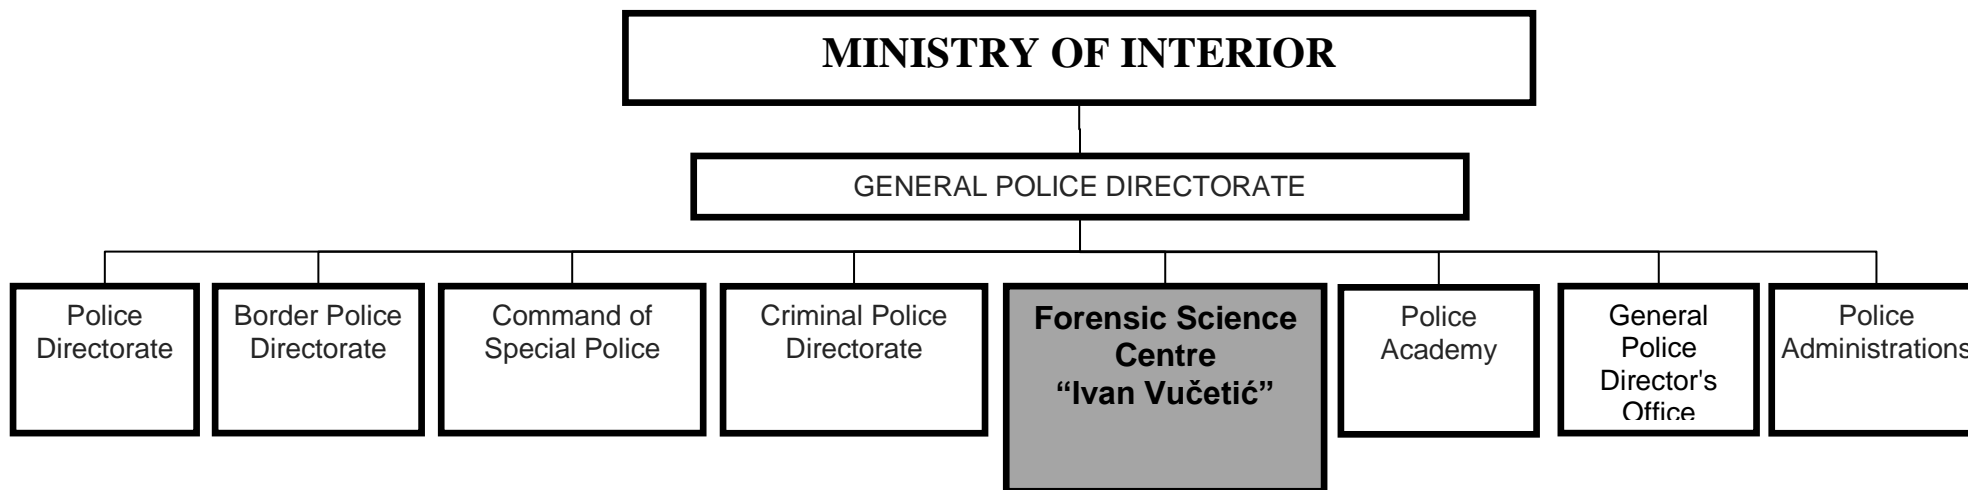 MINISTRY OF INTERIOR
GENERAL POLICE DIRECTORATE
Police
Directorate
Border Police
Directorate
Command of
Special Police
Criminal Police
Directorate
Forensic Science
Centre
“Ivan Vučetić”
Police
Academy
General
Police
Director's
Office
Police
Administrations